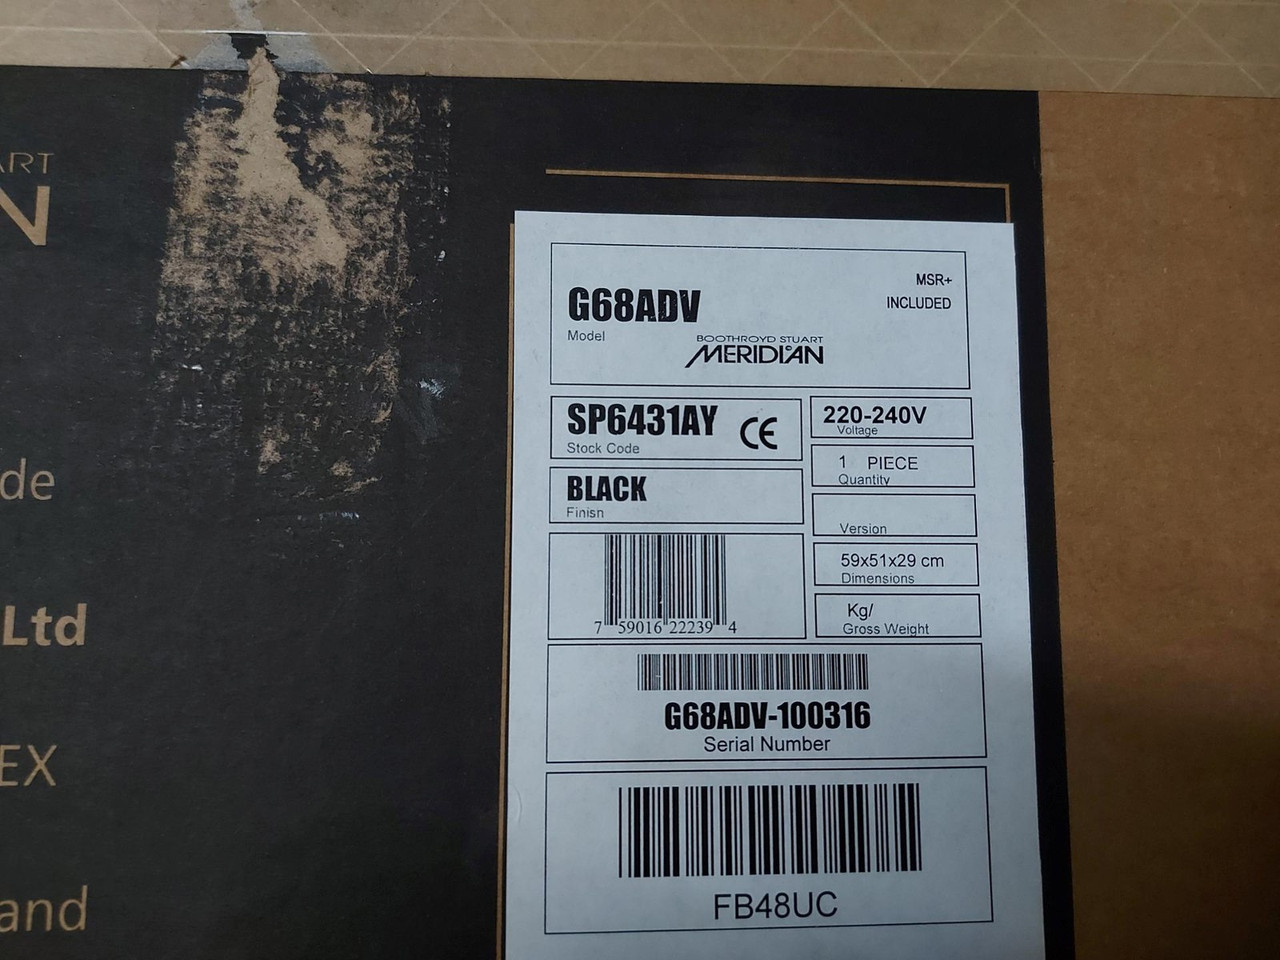 ART
N
de
Ltd
EX
and
G68ADV
Model
MSR+
INCLUDED
BOOTHROYD STUART
MERIDIAN
SP6431AY
Stock Code
CE
220-240V
Voltage
1 PIECE
Quantity
BLACK
Finisn
Version
59x51x29 cm
Dimensions
7 59016 22239 4
Kg/
Gross Weight
G68ADV-100316
Serial Number
FB48UC